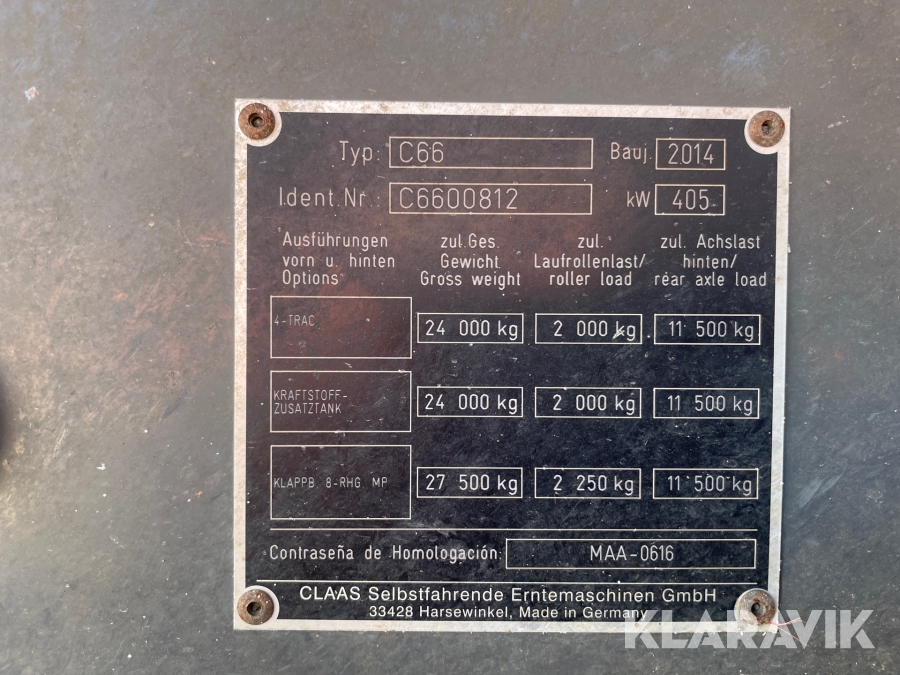 Typ: C66 Bauj. 2014
Ident. Nr.: C6600812 kW 405
Ausführungen zul.Ges. zul. zul. Achslast
vorn u. hinten Gewicht Laufrollenlast/ hinten/
Options Gross weight roller load rear axle load
4-TRAC 24 000 kg 2 000 kg 11 500 kg
KRAFTSTOFF-
ZUSATZTANK 24 000 kg 2 000 kg 11 500 kg
KLAPPB. 8-RHG MP 27 500 kg 2 250 kg 11 500 kg
Contraseña de Homologación: MAA-0616
CLAAS Selbstfahrende Erntemaschinen GmbH
33428 Harsewinkel, Made in Germany
KLARAVIK